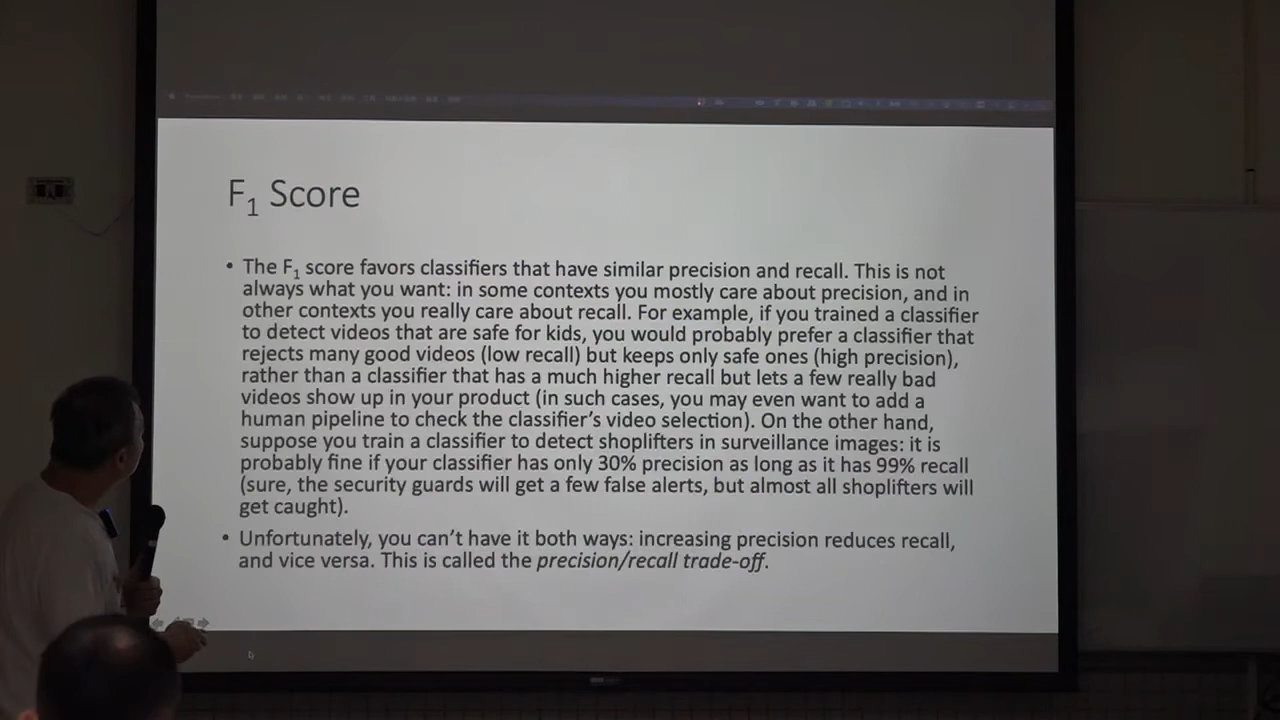 F1 Score
• The F1 score favors classifiers that have similar precision and recall. This is not
always what you want: in some contexts you mostly care about precision, and in
other contexts you really care about recall. For example, if you trained a classifier
to detect videos that are safe for kids, you would probably prefer a classifier that
rejects many good videos (low recall) but keeps only safe ones (high precision),
rather than a classifier that has a much higher recall but lets a few really bad
videos show up in your product (in such cases, you may even want to add a
human pipeline to check the classifier’s video selection). On the other hand,
suppose you train a classifier to detect shoplifters in surveillance images: it is
probably fine if your classifier has only 30% precision as long as it has 99% recall
(sure, the security guards will get a few false alerts, but almost all shoplifters will
get caught).
• Unfortunately, you can’t have it both ways: increasing precision reduces recall,
and vice versa. This is called the precision/recall trade-off.